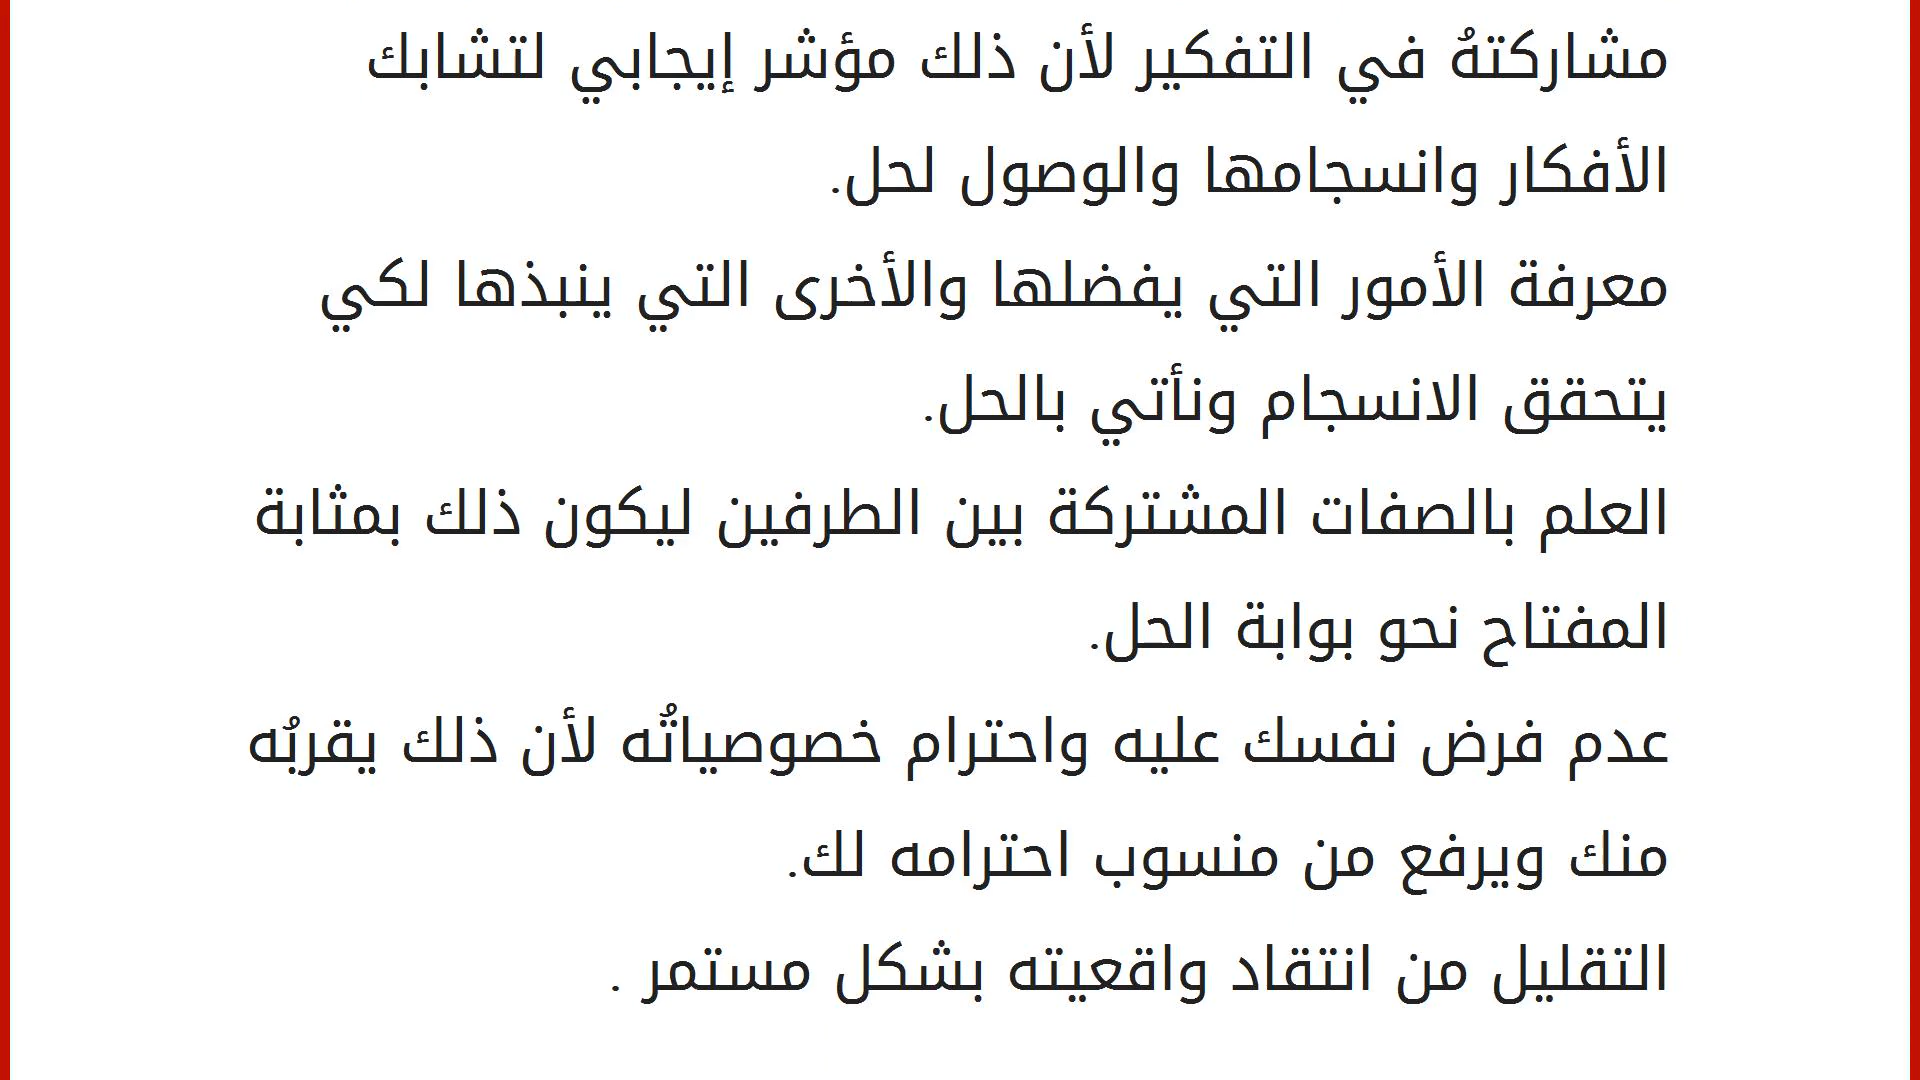 مشاركتهُ في التفكير لأن ذلك مؤشر إيجابي لتشابك
الأفكار وانسجامها والوصول لحل.
معرفة الأمور التي يفضلها والأخرى التي ينبذها لكي
يتحقق الانسجام ونأتي بالحل.
العلم بالصفات المشتركة بين الطرفين ليكون ذلك بمثابة
المفتاح نحو بوابة الحل.
عدم فرض نفسك عليه واحترام خصوصياتُه لأن ذلك يقربُه
منك ويرفع من منسوب احترامه لك.
التقليل من انتقاد واقعيته بشكل مستمر .